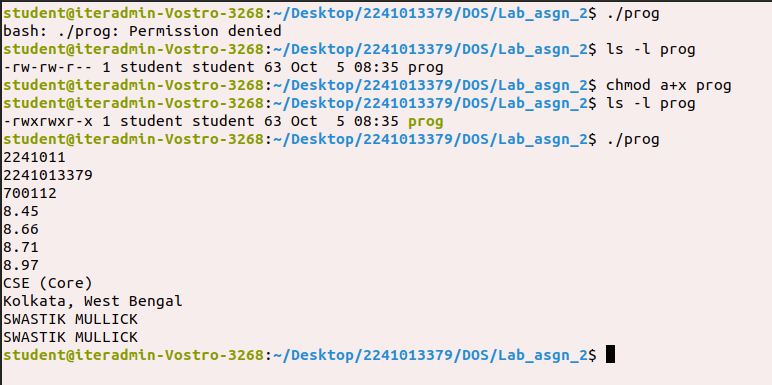 student@iteradmin-Vostro-3268:~/Desktop/2241013379/DOS/Lab_asgn_2$ ./prog
bash: ./prog: Permission denied
student@iteradmin-Vostro-3268:~/Desktop/2241013379/DOS/Lab_asgn_2$ ls -l prog
-rw-rw-r-- 1 student student 63 Oct  5 08:35 prog
student@iteradmin-Vostro-3268:~/Desktop/2241013379/DOS/Lab_asgn_2$ chmod a+x prog
student@iteradmin-Vostro-3268:~/Desktop/2241013379/DOS/Lab_asgn_2$ ls -l prog
-rwxrwxr-x 1 student student 63 Oct  5 08:35 prog
student@iteradmin-Vostro-3268:~/Desktop/2241013379/DOS/Lab_asgn_2$ ./prog
2241011
2241013379
700112
8.45
8.66
8.71
8.97
CSE (Core)
Kolkata, West Bengal
SWASTIK MULLICK
SWASTIK MULLICK
student@iteradmin-Vostro-3268:~/Desktop/2241013379/DOS/Lab_asgn_2$